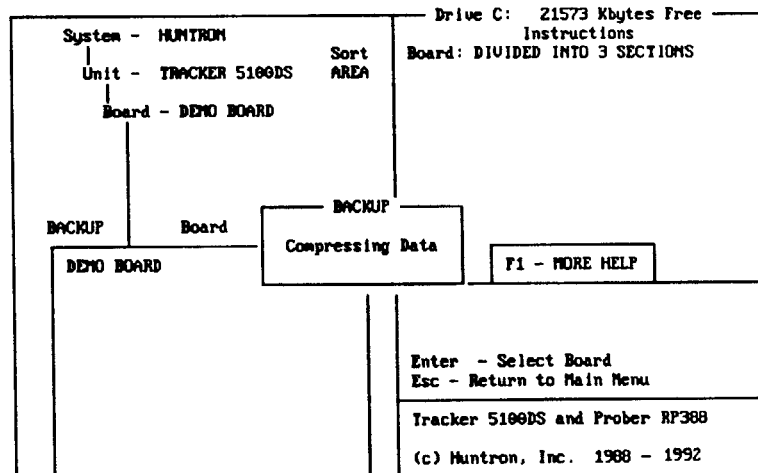 Drive C: 21573 Kbytes Free
System - HUNTRON
Instructions
Sort
Board: DIVIDED INTO 3 SECTIONS
Unit - TRACKER 5100DS
AREA
Board - DEMO BOARD
BACKUP
BACKUP Board
Compressing Data
DEMO BOARD
F1 - MORE HELP
Enter - Select Board
Esc - Return to Main Menu
Tracker 5100DS and Prober RP388
(c) Huntron, Inc. 1988 - 1992